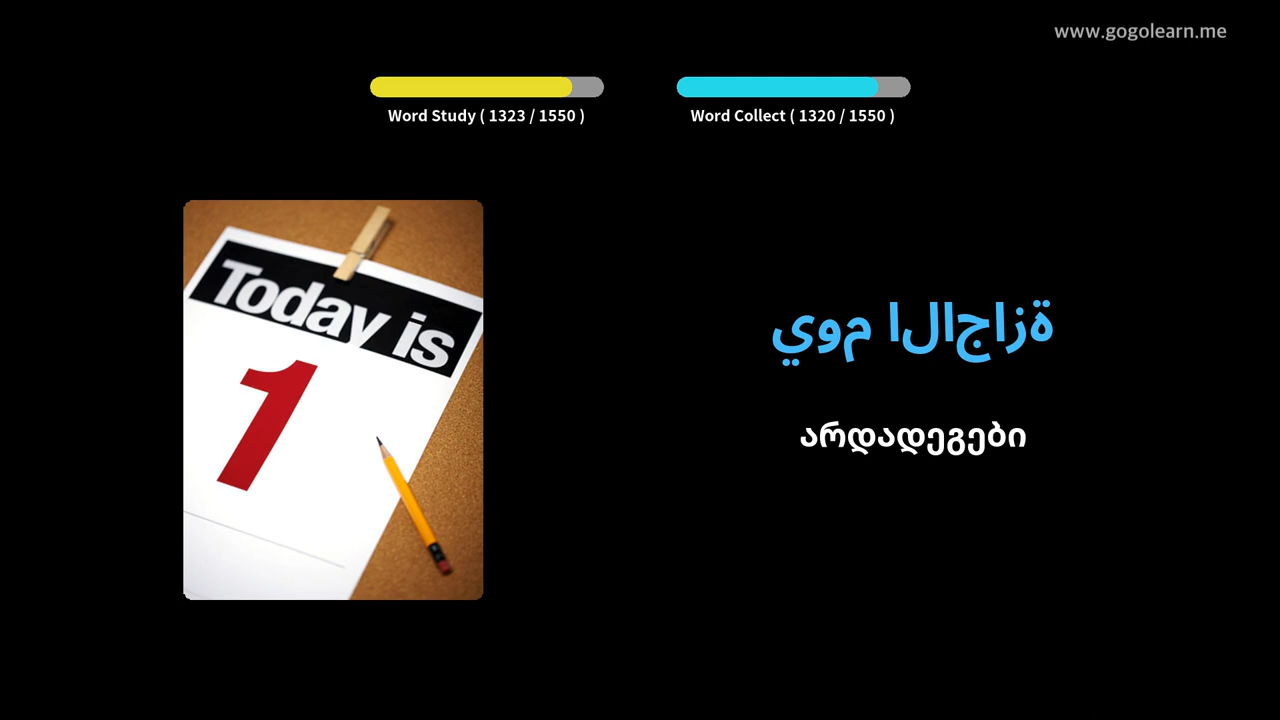 www.gogolearn.me
Word Study ( 1323 / 1550 )
Word Collect ( 1320 / 1550 )
Today is
1
يوم الاجازة
არდადეგები